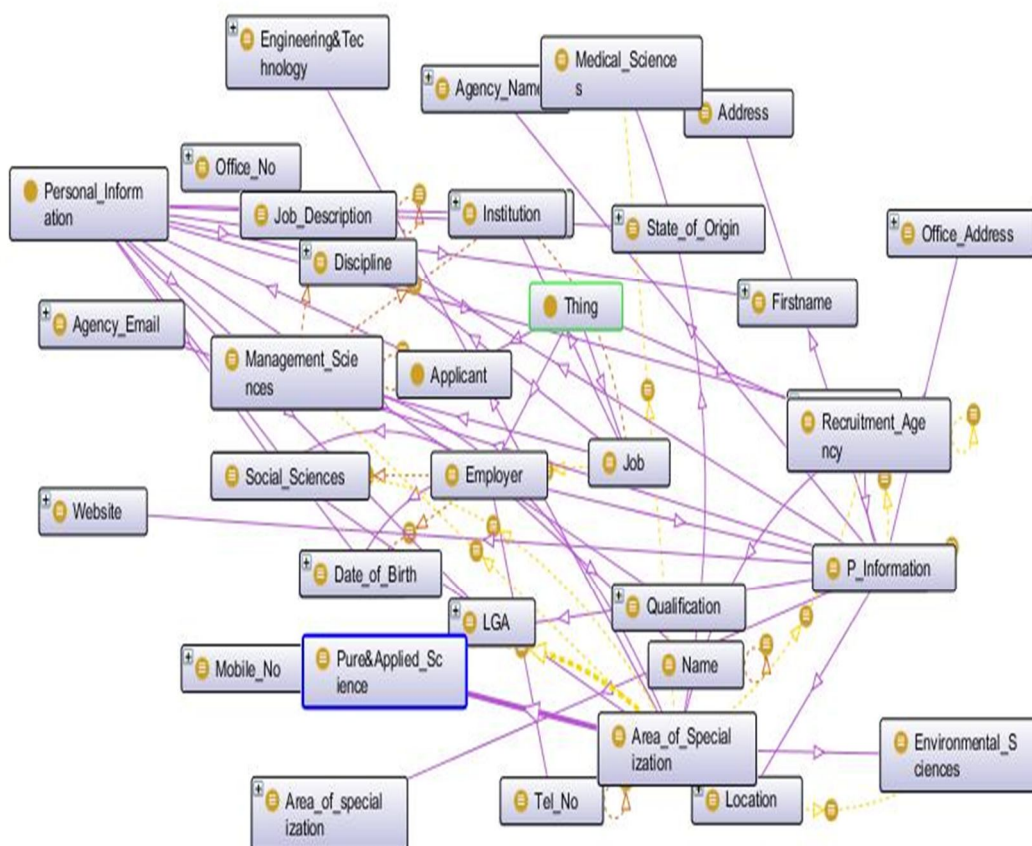 Engineering&Tec
hnology
Medical_Science
s
Agency_Name
Address
Office_No
Personal_Inform
ation
Job_Description
Institution
State_of_Origin
Office_Address
Discipline
Thing
Firstname
Agency_Email
Management_Scie
nces
Applicant
Recruitment_Age
ncy
Social_Sciences
Employer
Job
Website
Date_of_Birth
P_Information
Qualification
LGA
Mobile_No
Pure&Applied_Sc
ience
Name
Area_of_Special
ization
Environmental_S
ciences
Area_of_special
ization
Tel_No
Location